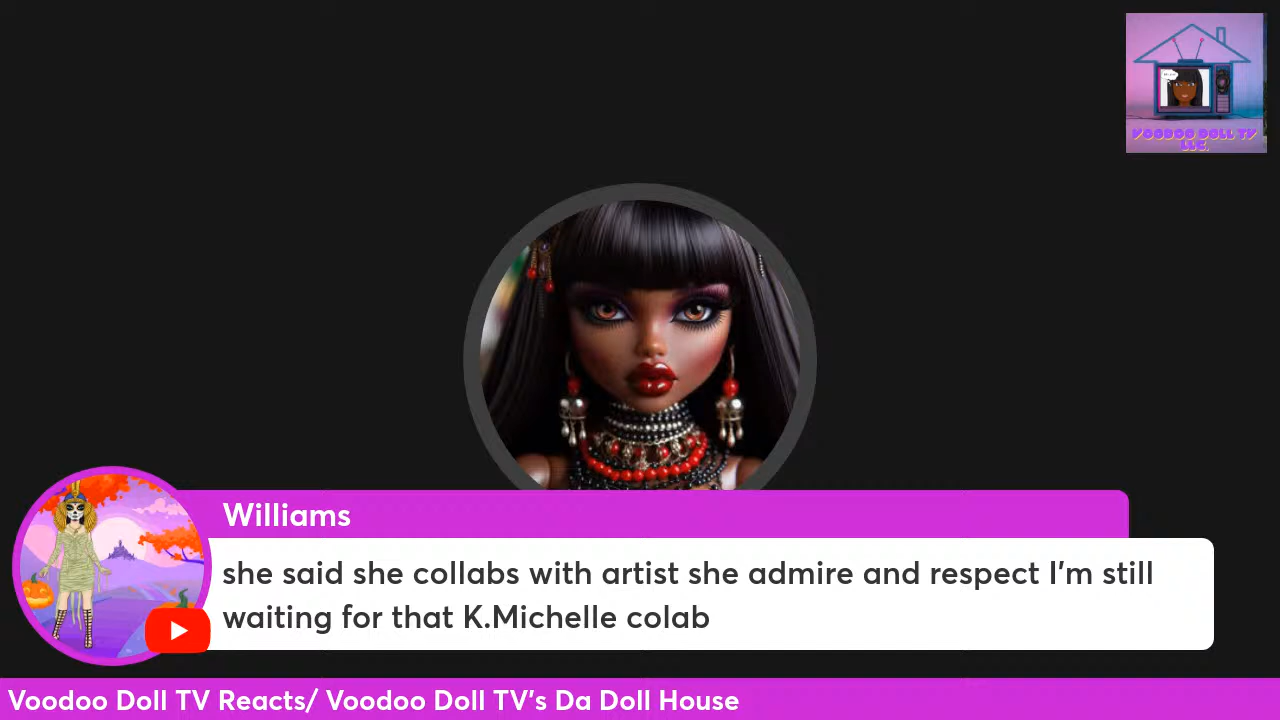 VOODOO DOLL TV
LLC.
Williams
she said she collabs with artist she admire and respect I'm still
waiting for that K.Michelle colab
Voodoo Doll TV Reacts/ Voodoo Doll TV's Da Doll House